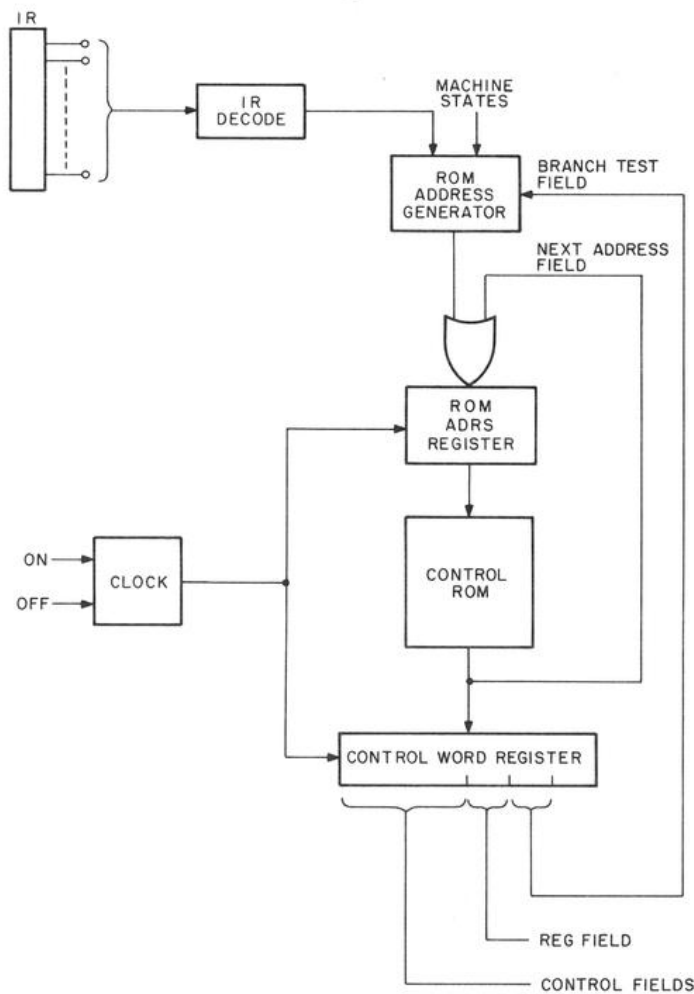 IR
IR
DECODE
MACHINE
STATES
ROM
ADDRESS
GENERATOR
BRANCH TEST
FIELD
NEXT ADDRESS
FIELD
ROM
ADRS
REGISTER
ON
OFF
CLOCK
CONTROL
ROM
CONTROL WORD REGISTER
REG FIELD
CONTROL FIELDS